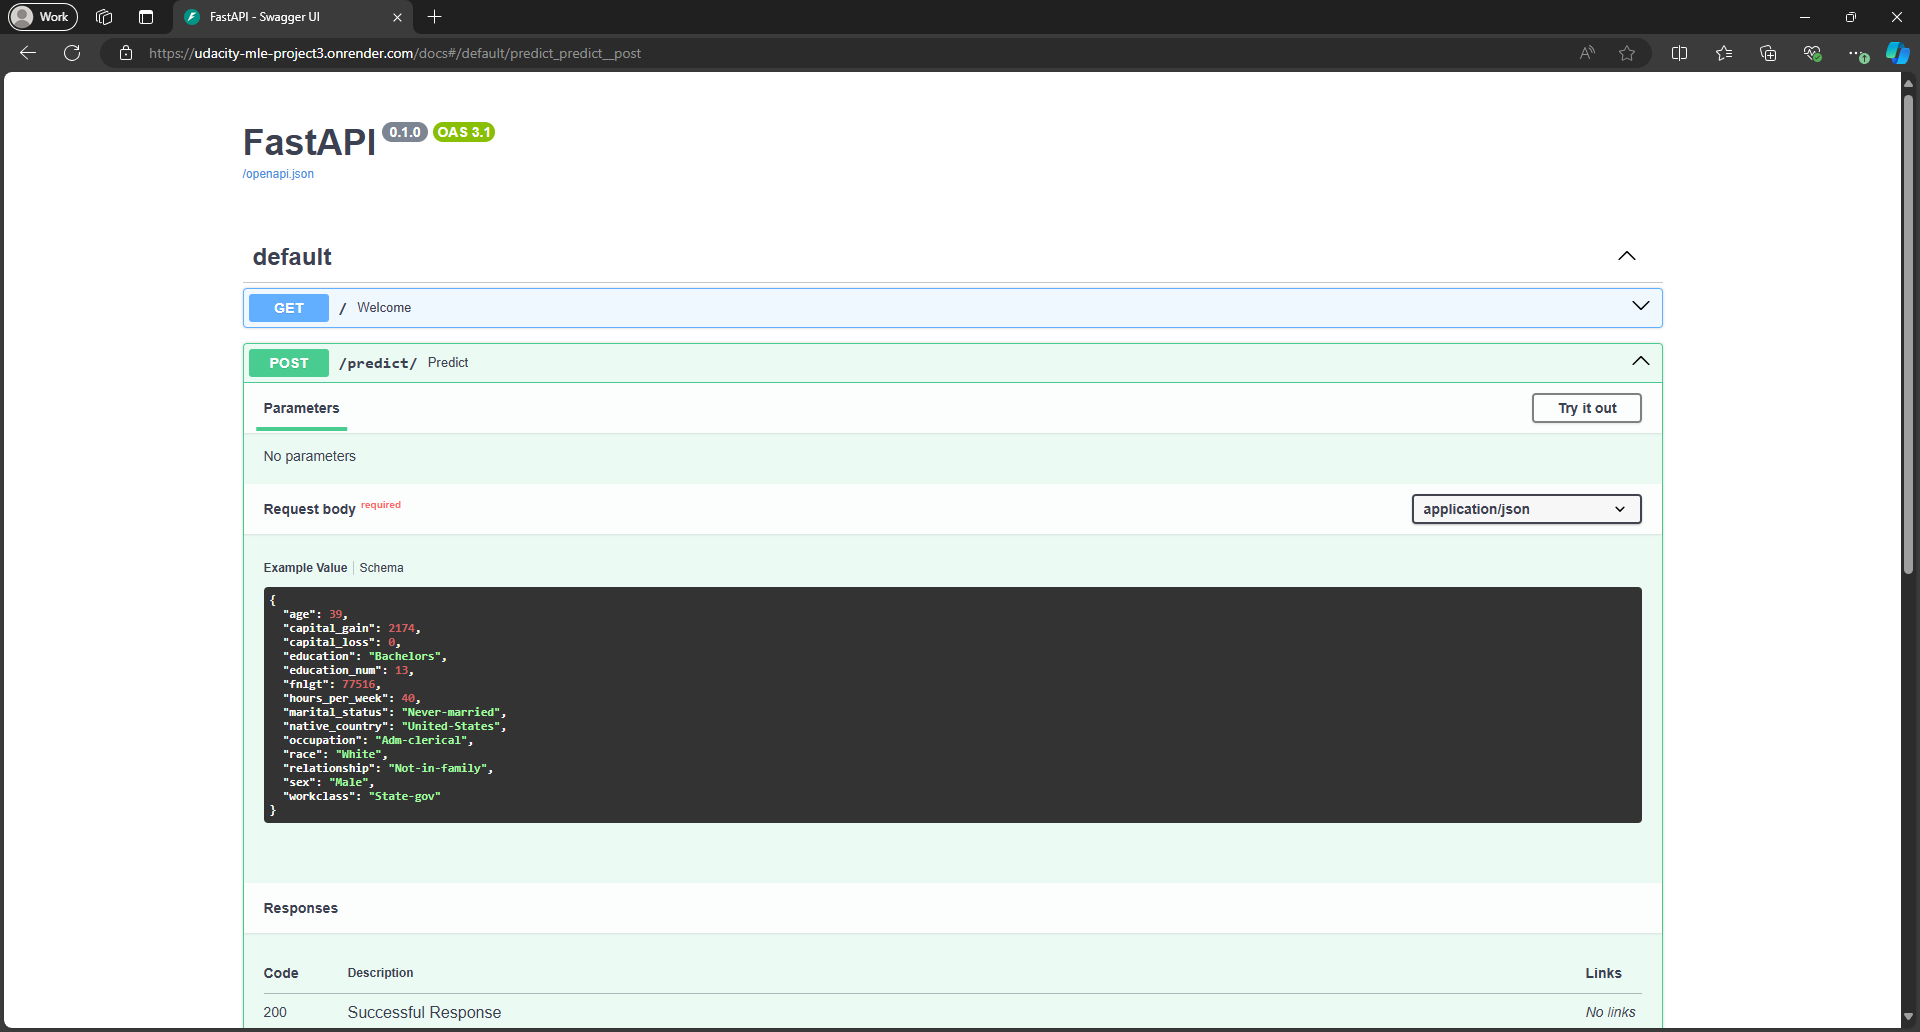 Work
FastAPI - Swagger UI
https://udacity-mle-project3.onrender.com/docs#/default/predict_predict__post
FastAPI 0.1.0 OAS 3.1
/openapi.json
default
GET / Welcome
POST /predict/ Predict
Parameters
Try it out
No parameters
Request body required
application/json
Example Value Schema
{
"age": 39,
"capital_gain": 2174,
"capital_loss": 0,
"education": "Bachelors",
"education_num": 13,
"fnlgt": 77516,
"hours_per_week": 40,
"marital_status": "Never-married",
"native_country": "United-States",
"occupation": "Adm-clerical",
"race": "White",
"relationship": "Not-in-family",
"sex": "Male",
"workclass": "State-gov"
}
Responses
Code Description Links
200 Successful Response No links